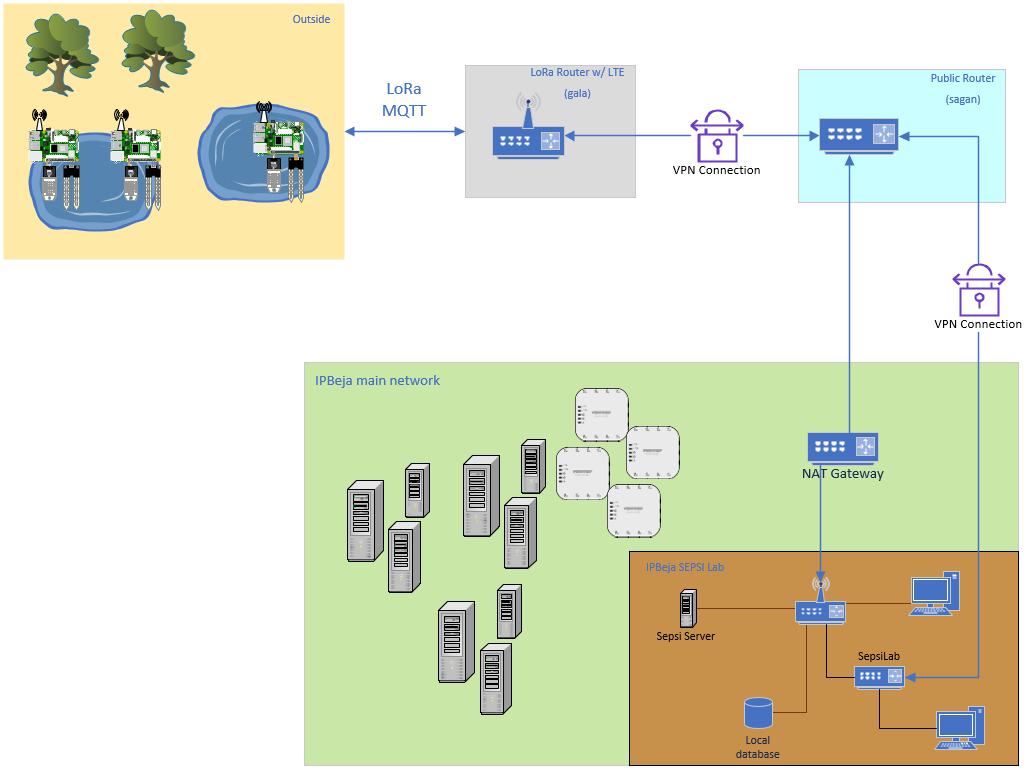 Outside
LoRa
MQTT
LoRa Router w/ LTE
(gala)
VPN Connection
Public Router
(sagan)
VPN Connection
IPBeja main network
NAT Gateway
IPBeja SEPSI Lab
Sepsi Server
SepsiLab
Local
database